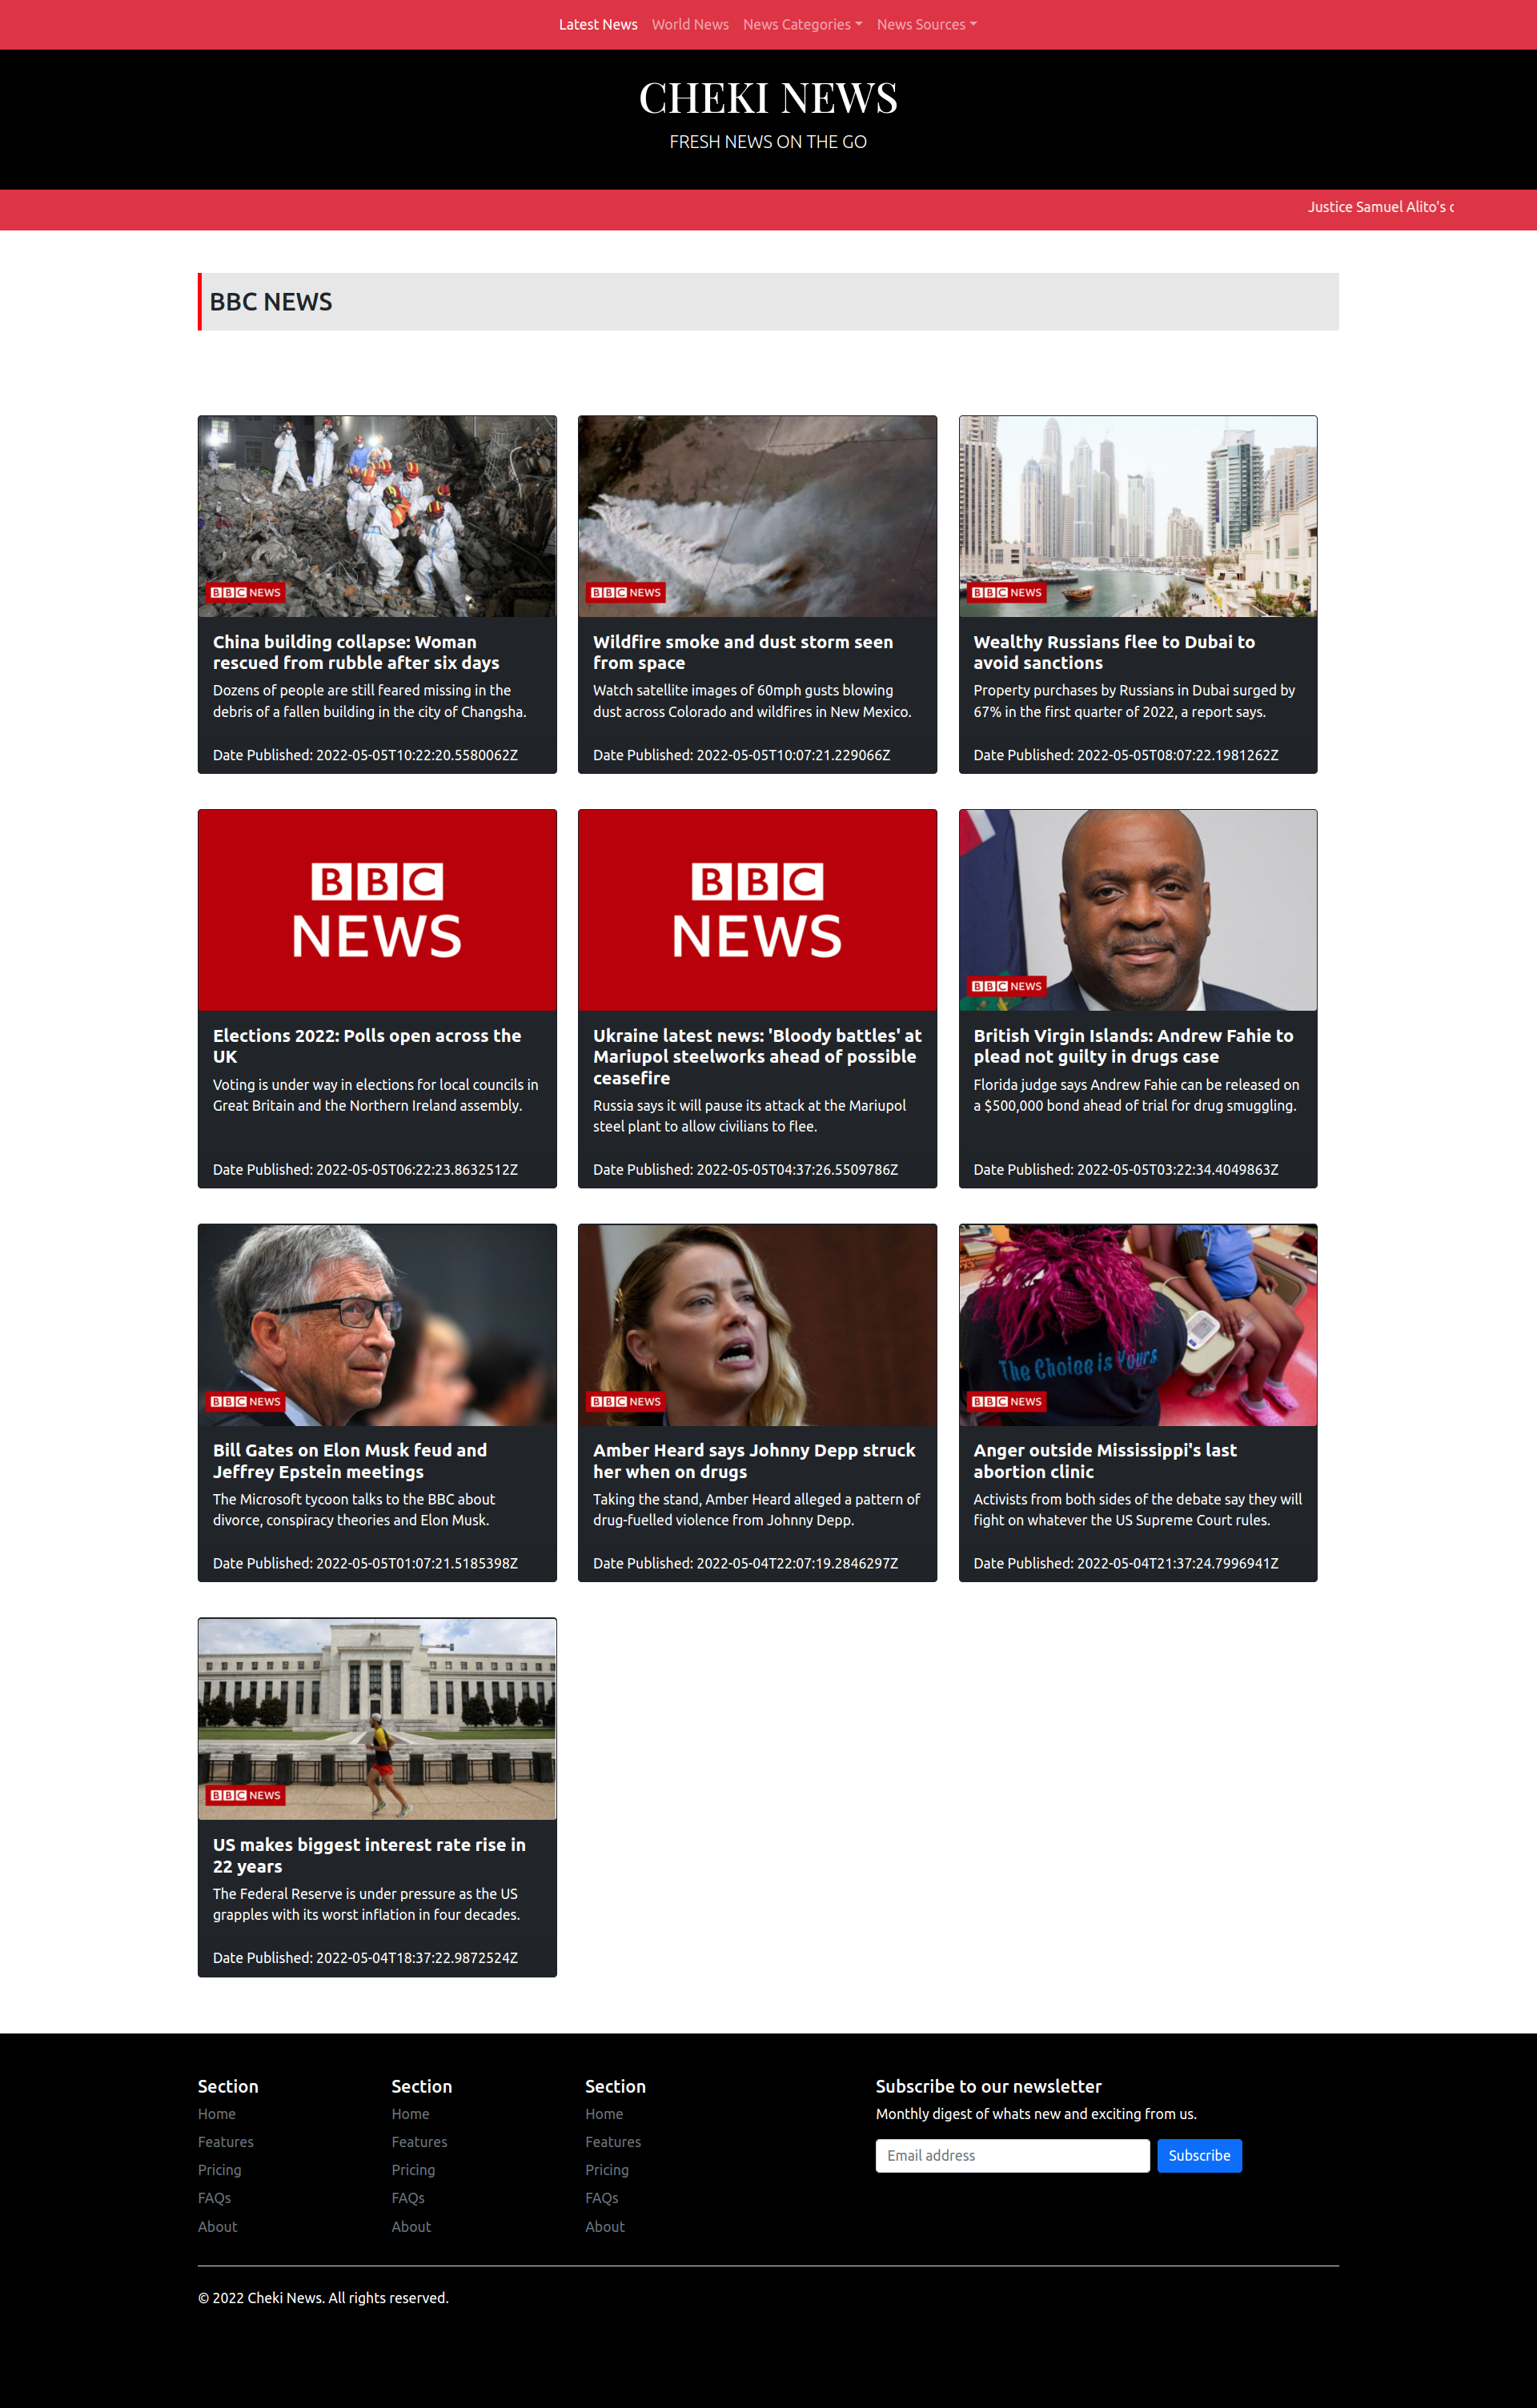 Latest News World News News Categories News Sources
CHEKI NEWS
FRESH NEWS ON THE GO
Justice Samuel Alito's
BBC NEWS
BBC NEWS
BBC NEWS
BBC NEWS
China building collapse: Woman
rescued from rubble after six days
Dozens of people are still feared missing in the
debris of a fallen building in the city of Changsha.
Date Published: 2022-05-05T10:22:20.5580062Z
Wildfire smoke and dust storm seen
from space
Watch satellite images of 60mph gusts blowing
dust across Colorado and wildfires in New Mexico.
Date Published: 2022-05-05T10:07:21.229066Z
Wealthy Russians flee to Dubai to
avoid sanctions
Property purchases by Russians in Dubai surged by
67% in the first quarter of 2022, a report says.
Date Published: 2022-05-05T08:07:22.1981262Z
BBC
NEWS
Elections 2022: Polls open across the
UK
Voting is under way in elections for local councils in
Great Britain and the Northern Ireland assembly.
Date Published: 2022-05-05T06:22:23.8632512Z
BBC
NEWS
Ukraine latest news: 'Bloody battles' at
Mariupol steelworks ahead of possible
ceasefire
Russia says it will pause its attack at the Mariupol
steel plant to allow civilians to flee.
Date Published: 2022-05-05T04:37:26.5509786Z
BBC NEWS
British Virgin Islands: Andrew Fahie to
plead not guilty in drugs case
Florida judge says Andrew Fahie can be released on
a $500,000 bond ahead of trial for drug smuggling.
Date Published: 2022-05-05T03:22:34.4049863Z
BBC NEWS
Bill Gates on Elon Musk feud and
Jeffrey Epstein meetings
The Microsoft tycoon talks to the BBC about
divorce, conspiracy theories and Elon Musk.
Date Published: 2022-05-05T01:07:21.5185398Z
BBC NEWS
Amber Heard says Johnny Depp struck
her when on drugs
Taking the stand, Amber Heard alleged a pattern of
drug-fuelled violence from Johnny Depp.
Date Published: 2022-05-04T22:07:19.2846297Z
The Choice is Yours
BBC NEWS
Anger outside Mississippi's last
abortion clinic
Activists from both sides of the debate say they will
fight on whatever the US Supreme Court rules.
Date Published: 2022-05-04T21:37:24.7996941Z
BBC NEWS
US makes biggest interest rate rise in
22 years
The Federal Reserve is under pressure as the US
grapples with its worst inflation in four decades.
Date Published: 2022-05-04T18:37:22.9872524Z
Section
Home
Features
Pricing
FAQs
About
Section
Home
Features
Pricing
FAQs
About
Section
Home
Features
Pricing
FAQs
About
Subscribe to our newsletter
Monthly digest of whats new and exciting from us.
Email address Subscribe
© 2022 Cheki News. All rights reserved.